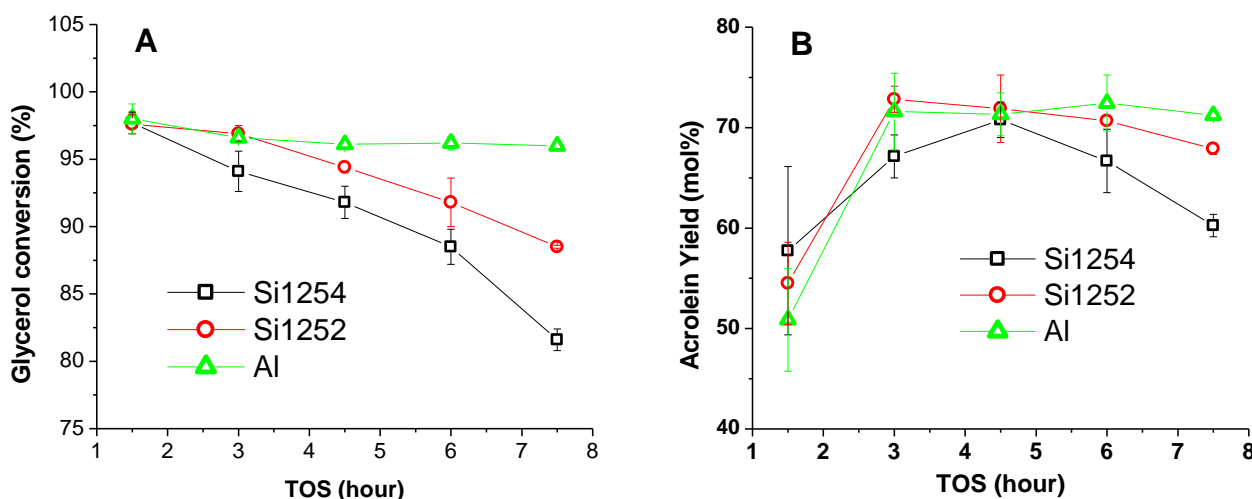 A
Glycerol conversion (%)
105
100
95
90
85
80
75
Si1254
Si1252
Al
1 2 3 4 5 6 7 8
TOS (hour)
B
Acrolein Yield (mol%)
80
70
60
50
40
Si1254
Si1252
Al
1 2 3 4 5 6 7 8
TOS (hour)